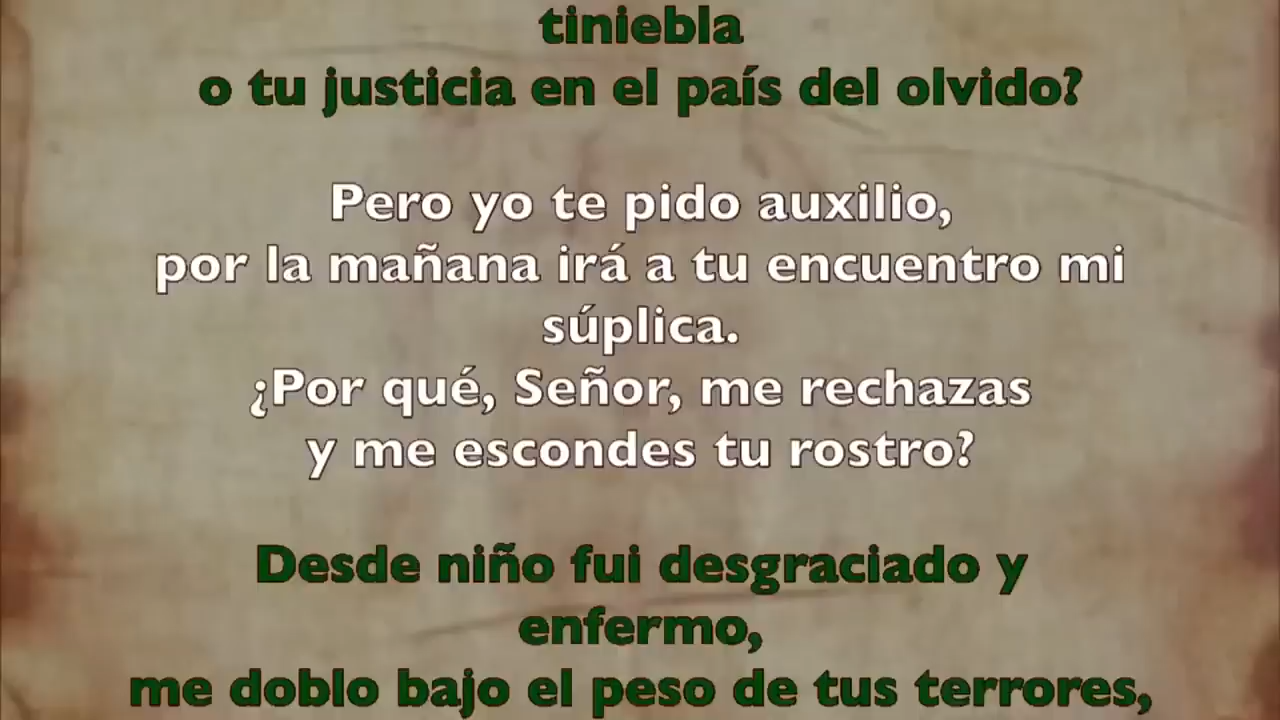 tiniebla
o tu justicia en el país del olvido?
Pero yo te pido auxilio,
por la mañana irá a tu encuentro mi
súplica.
¿Por qué, Señor, me rechazas
y me escondes tu rostro?
Desde niño fui desgraciado y
enfermo,
me doblo bajo el peso de tus terrores,